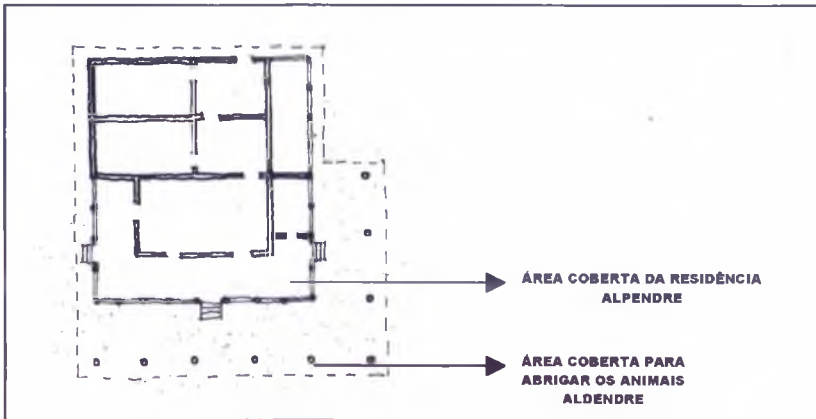 ÁREA COBERTA DA RESIDÊNCIA
ALPENDRE
ÁREA COBERTA PARA
ABRIGAR OS ANIMAIS
ALDENDRE